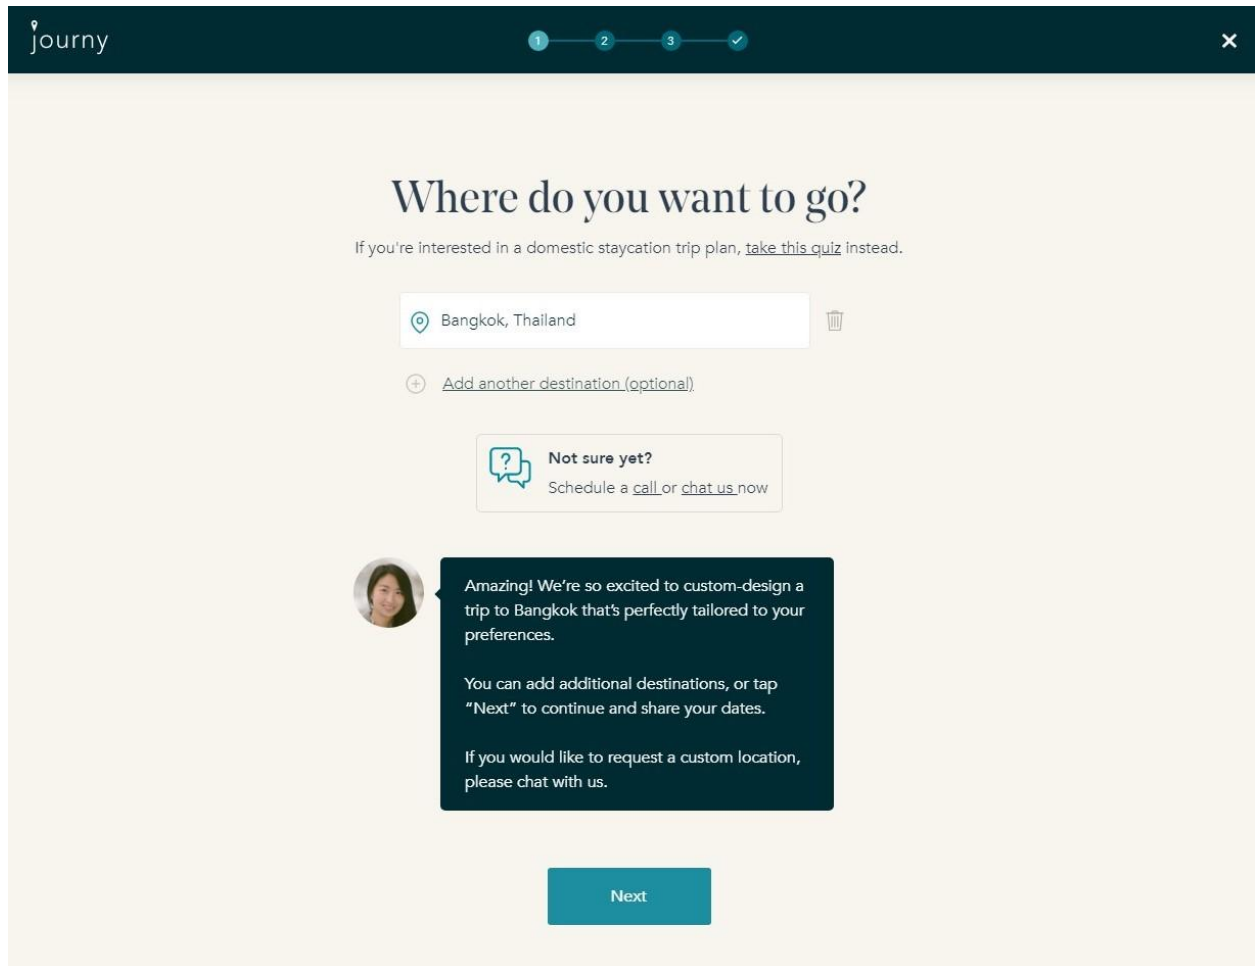 journy
1 2 3
Where do you want to go?
If you're interested in a domestic staycation trip plan, take this quiz instead.
Bangkok, Thailand
Add another destination (optional)
?
Not sure yet?
Schedule a call or chat us now
Amazing! We’re so excited to custom-design a
trip to Bangkok that’s perfectly tailored to your
preferences.
You can add additional destinations, or tap
“Next” to continue and share your dates.
If you would like to request a custom location,
please chat with us.
Next